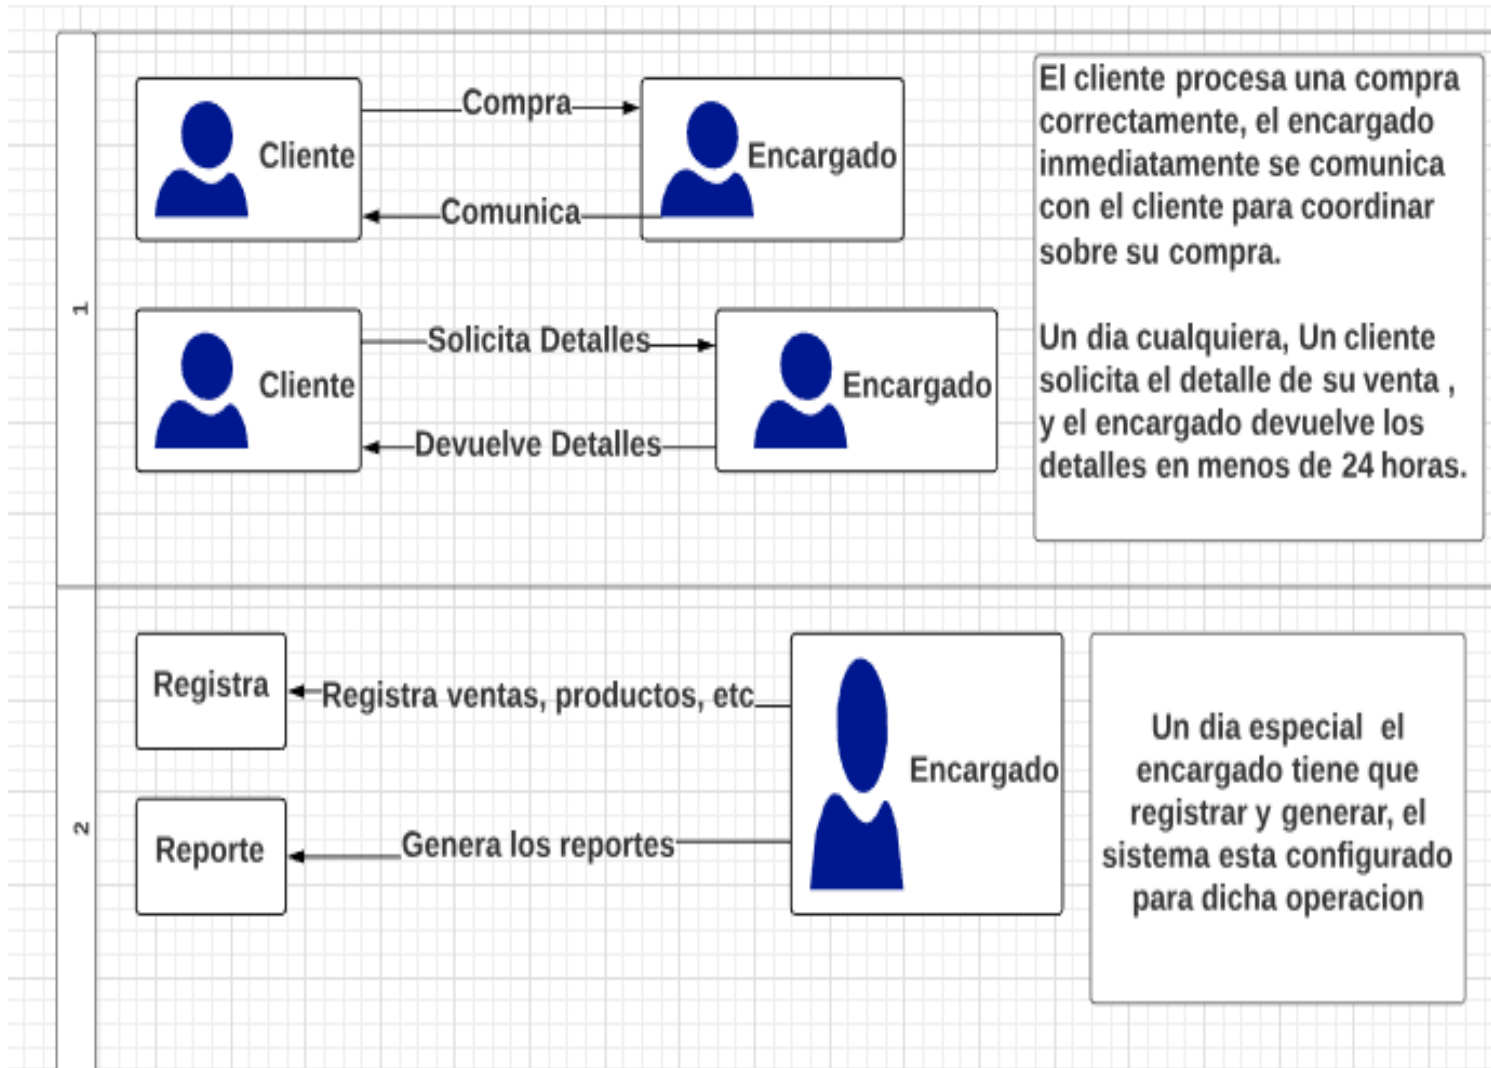 1
Cliente
Compra
Encargado
Comunica
Cliente
Solicita Detalles
Encargado
Devuelve Detalles
El cliente procesa una compra
correctamente, el encargado
inmediatamente se comunica
con el cliente para coordinar
sobre su compra.
Un dia cualquiera, Un cliente
solicita el detalle de su venta ,
y el encargado devuelve los
detalles en menos de 24 horas.
2
Registra
Registra ventas, productos, etc
Encargado
Reporte
Genera los reportes
Un dia especial el
encargado tiene que
registrar y generar, el
sistema esta configurado
para dicha operacion